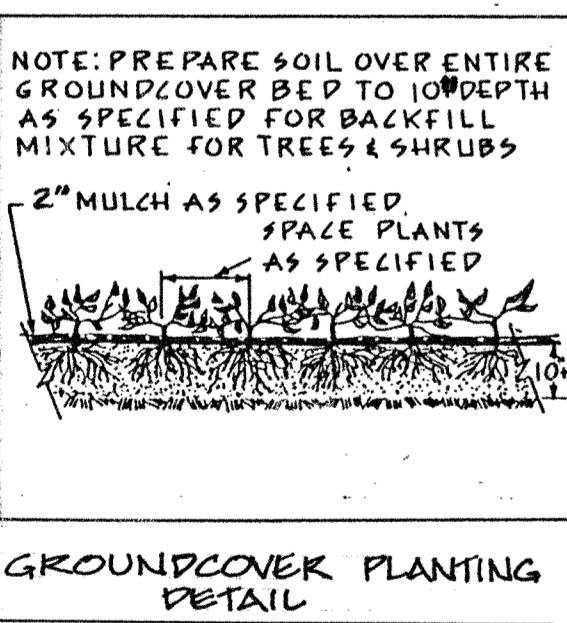 NOTE: PREPARE SOIL OVER ENTIRE
GROUNDCOVER BED TO 10" DEPTH
AS SPECIFIED FOR BACKFILL
MIXTURE FOR TREES & SHRUBS
2" MULCH AS SPECIFIED.
SPACE PLANTS
AS SPECIFIED
10"±
GROUNDCOVER PLANTING
DETAIL